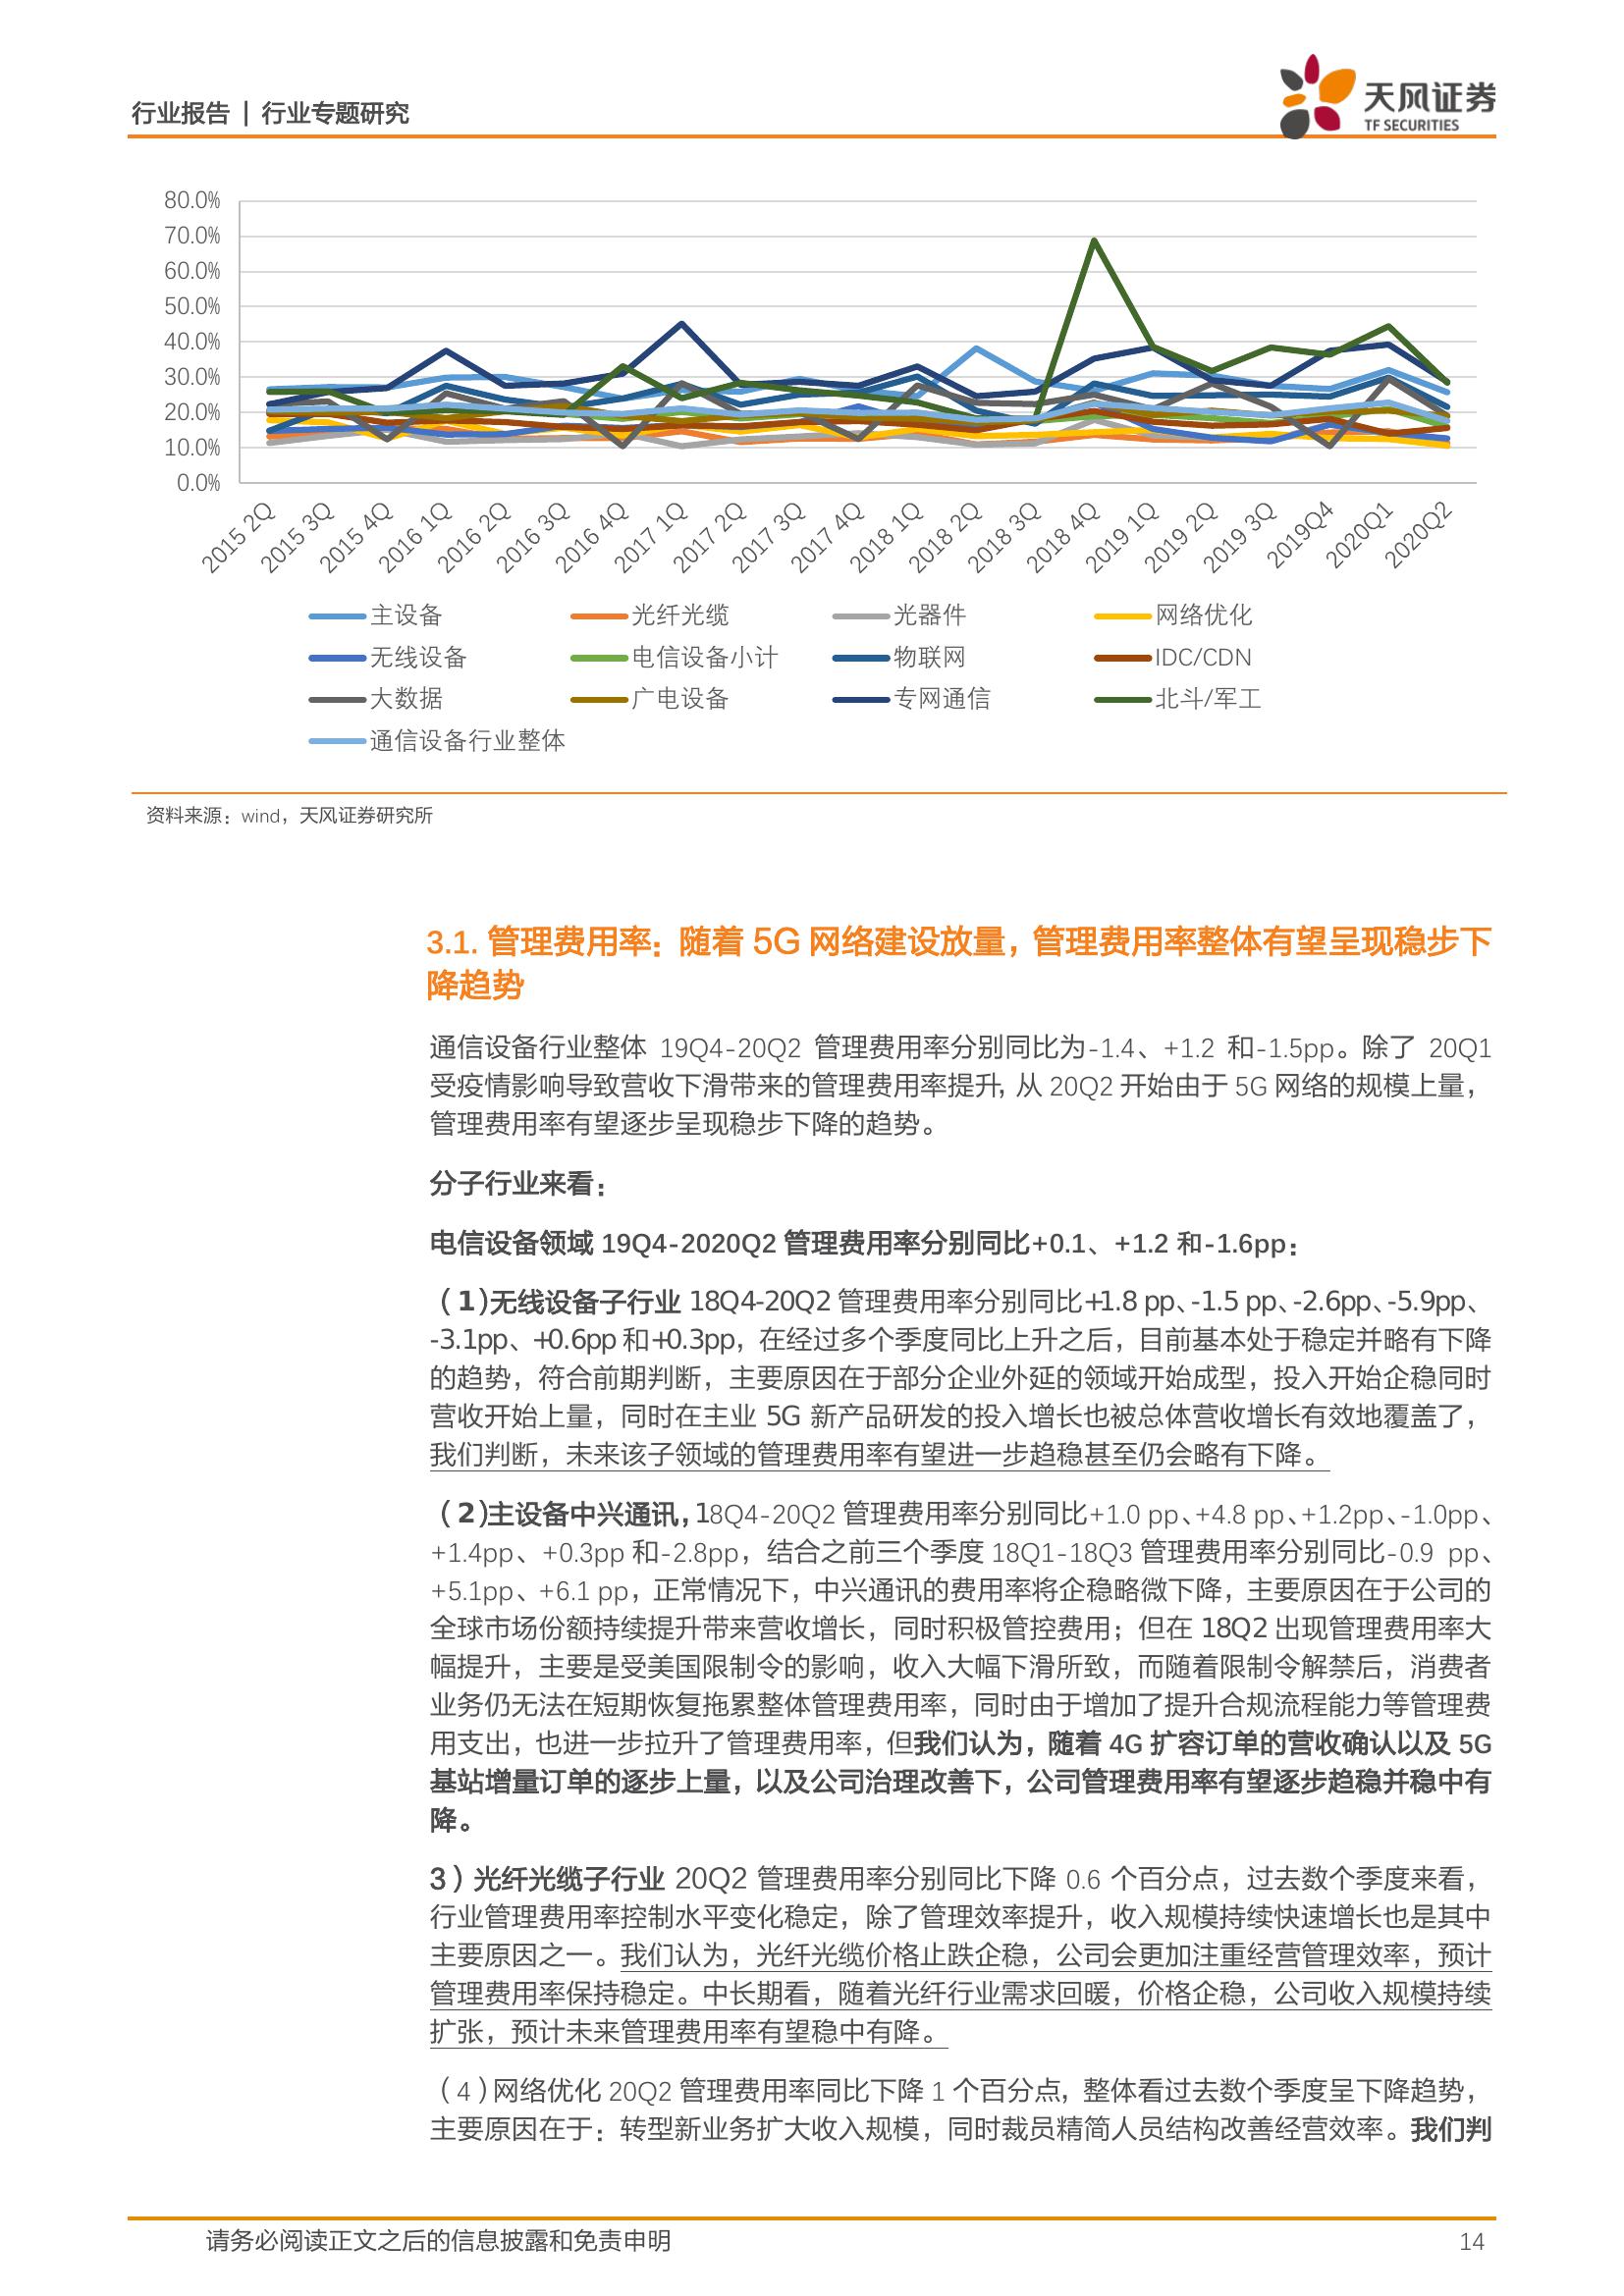 行业报告 | 行业专题研究
天风证券
TF SECURITIES
80.0%
70.0%
60.0%
50.0%
40.0%
30.0%
20.0%
10.0%
0.0%
2015 2Q
2015 3Q
2015 4Q
2016 1Q
2016 2Q
2016 3Q
2016 4Q
2017 1Q
2017 2Q
2017 3Q
2017 4Q
2018 1Q
2018 2Q
2018 3Q
2018 4Q
2019 1Q
2019 2Q
2019 3Q
2019Q4
2020Q1
2020Q2
主设备 光纤光缆 光器件 网络优化
无线设备 电信设备小计 物联网 IDC/CDN
大数据 广电设备 专网通信 北斗/军工
通信设备行业整体
资料来源：wind，天风证券研究所
3.1. 管理费用率：随着 5G 网络建设放量，管理费用率整体有望呈现稳步下
降趋势
通信设备行业整体 19Q4-20Q2 管理费用率分别同比为-1.4、+1.2 和-1.5pp。除了 20Q1
受疫情影响导致营收下滑带来的管理费用率提升，从 20Q2 开始由于 5G 网络的规模上量，
管理费用率有望逐步呈现稳步下降的趋势。
分子行业来看：
电信设备领域 19Q4-2020Q2 管理费用率分别同比+0.1、+1.2 和-1.6pp：
（1）无线设备子行业 18Q4-20Q2 管理费用率分别同比+1.8 pp、-1.5 pp、-2.6pp、-5.9pp、
-3.1pp、+0.6pp 和+0.3pp，在经过多个季度同比上升之后，目前基本处于稳定并略有下降
的趋势，符合前期判断，主要原因在于部分企业外延的领域开始成型，投入开始企稳同时
营收开始上量，同时在主业 5G 新产品研发的投入增长也被总体营收增长有效地覆盖了，
我们判断，未来该子领域的管理费用率有望进一步趋稳甚至仍会略有下降。
（2）主设备中兴通讯，18Q4-20Q2 管理费用率分别同比+1.0 pp、+4.8 pp、+1.2pp、-1.0pp、
+1.4pp、+0.3pp 和-2.8pp，结合之前三个季度 18Q1-18Q3 管理费用率分别同比-0.9 pp、
+5.1pp、+6.1 pp，正常情况下，中兴通讯的费用率将企稳略微下降，主要原因在于公司的
全球市场份额持续提升带来营收增长，同时积极管控费用；但在 18Q2 出现管理费用率大
幅提升，主要是受美国限制令的影响，收入大幅下滑所致，而随着限制令解禁后，消费者
业务仍无法在短期恢复拖累整体管理费用率，同时由于增加了提升合规流程能力等管理费
用支出，也进一步拉升了管理费用率，但我们认为，随着 4G 扩容订单的营收确认以及 5G
基站增量订单的逐步上量，以及公司治理改善下，公司管理费用率有望逐步趋稳并稳中有
降。
3）光纤光缆子行业 20Q2 管理费用率分别同比下降 0.6 个百分点，过去数个季度来看，
行业管理费用率控制水平变化稳定，除了管理效率提升，收入规模持续快速增长也是其中
主要原因之一。我们认为，光纤光缆价格止跌企稳，公司会更加注重经营管理效率，预计
管理费用率保持稳定。中长期看，随着光纤行业需求回暖，价格企稳，公司收入规模持续
扩张，预计未来管理费用率有望稳中有降。
（4）网络优化 20Q2 管理费用率同比下降 1 个百分点，整体看过去数个季度呈下降趋势，
主要原因在于：转型新业务扩大收入规模，同时裁员精简人员结构改善经营效率。我们判
请务必阅读正文之后的信息披露和免责申明
14